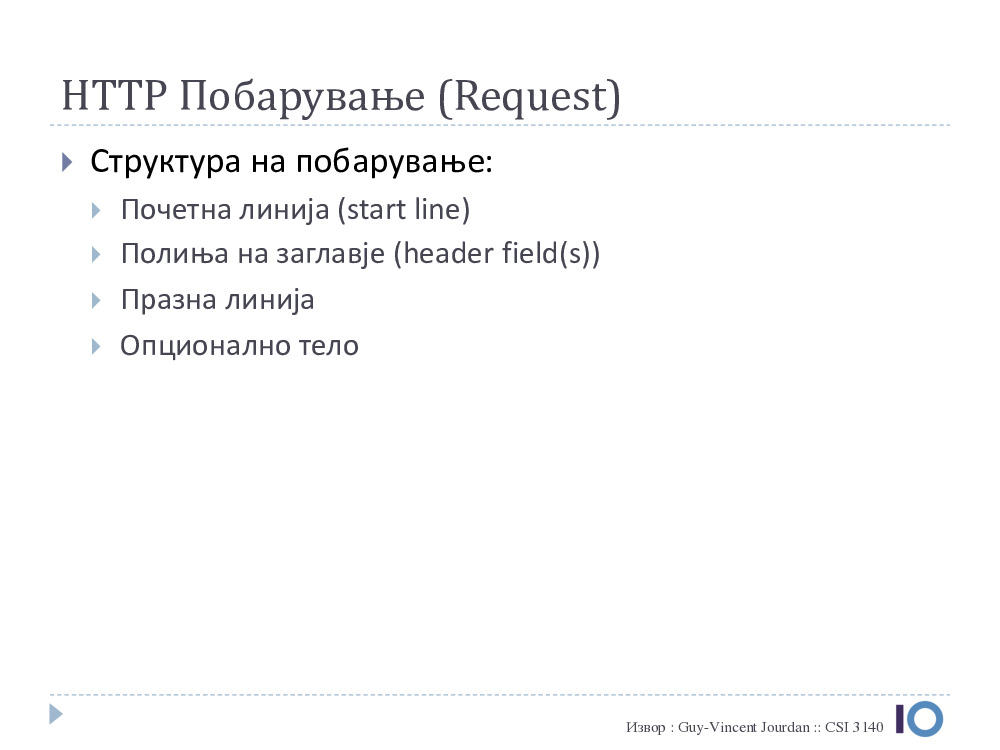 HTTP Побарување (Request)
Структура на побарување:
Почетна линија (start line)
Полиња на заглавје (header field(s))
Празна линија
Опционално тело
Извор : Guy-Vincent Jourdan :: CSI 3140